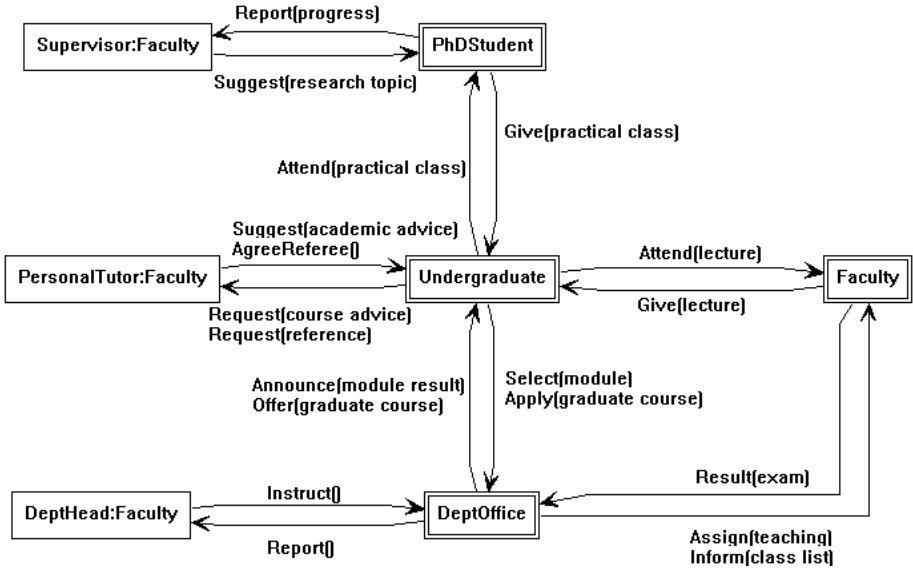 Report(progress)
Supervisor:Faculty
PhDStudent
Suggest(research topic)
Give(practical class)
Attend(practical class)
Suggest(academic advice)
AgreeReferee()
Attend(lecture)
PersonalTutor:Faculty
Undergraduate
Faculty
Give(lecture)
Request(course advice)
Request(reference)
Announce(module result)
Offer(graduate course)
Select(module)
Apply(graduate course)
Result(exam)
Instruct()
DeptHead:Faculty
DeptOffice
Report()
Assign(teaching)
Inform(class list)